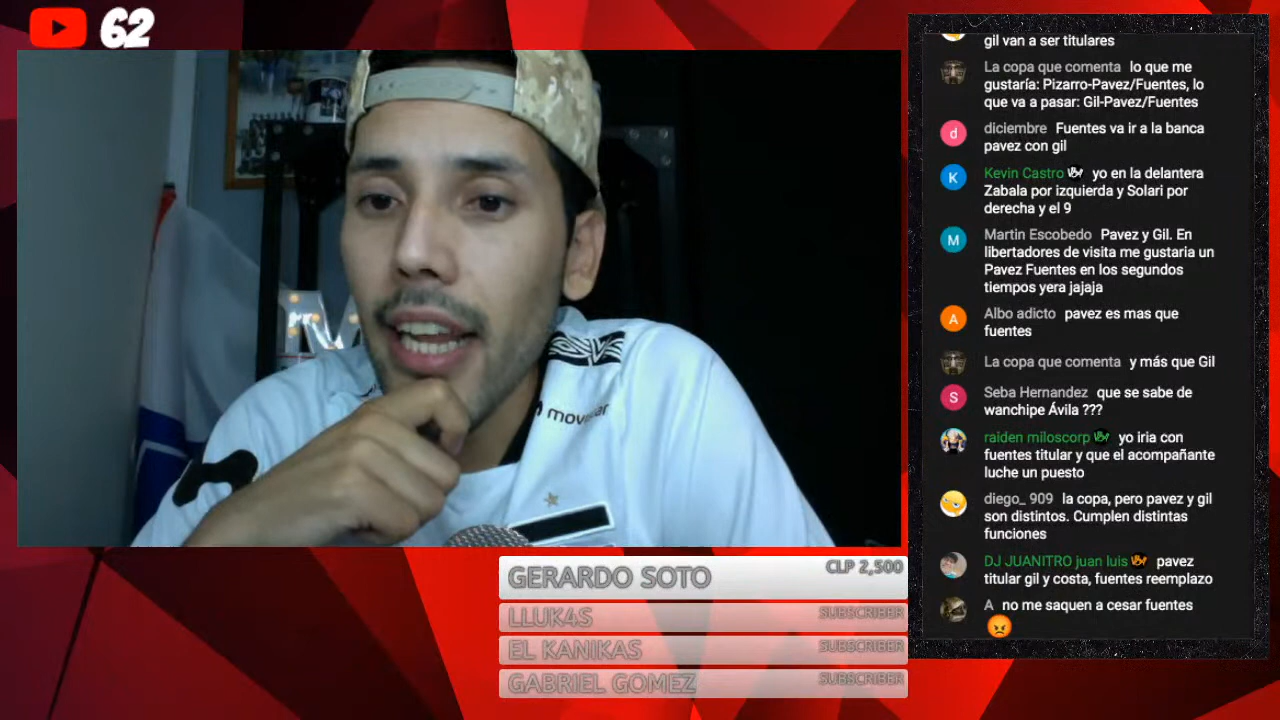 62
gil van a ser titulares
La copa que comenta lo que me
gustaría: Pizarro-Pavez/Fuentes, lo
que va a pasar: Gil-Pavez/Fuentes
diciembre Fuentes va ir a la banca
pavez con gil
Kevin Castro yo en la delantera
Zabala por izquierda y Solari por
derecha y el 9
Martin Escobedo Pavez y Gil. En
libertadores de visita me gustaria un
Pavez Fuentes en los segundos
tiempos yera jajaja
Albo adicto pavez es mas que
fuentes
La copa que comenta y más que Gil
Seba Hernandez que se sabe de
wanchipe Ávila ???
raiden miloscorp yo iria con
fuentes titular y que el acompañante
luche un puesto
diego_ 909 la copa, pero pavez y gil
son distintos. Cumplen distintas
funciones
DJ JUANITRO juan luis pavez
titular gil y costa, fuentes reemplazo
A no me saquen a cesar fuentes
d
K
M
A
S
movistar
GERARDO SOTO CLP 2,500
LLUK4S SUBSCRIBER
EL KANIKAS SUBSCRIBER
GABRIEL GOMEZ SUBSCRIBER